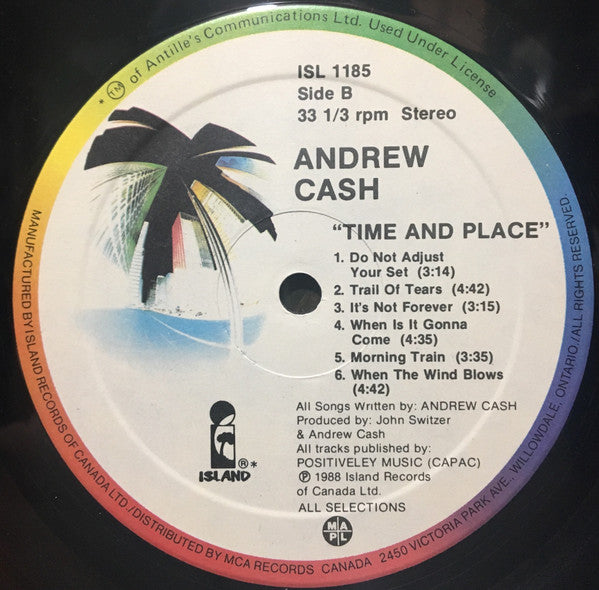 * ™ of Antille's Communications Ltd. Used Under License
ISL 1185
Side B
33 1/3 rpm Stereo
ANDREW
CASH
“TIME AND PLACE”
1. Do Not Adjust
Your Set (3:14)
2. Trail Of Tears (4:42)
3. It's Not Forever (3:15)
4. When Is It Gonna
Come (4:35)
5. Morning Train (3:35)
6. When The Wind Blows
(4:42)
All Songs Written by: ANDREW CASH
Produced by: John Switzer
& Andrew Cash
All tracks published by:
POSITIVELEY MUSIC (CAPAC)
℗ 1988 Island Records
of Canada Ltd.
ALL SELECTIONS
MAPL
i
ISLAND ®*
MANUFACTURED BY ISLAND RECORDS OF CANADA LTD./DISTRIBUTED BY MCA RECORDS CANADA 2450 VICTORIA PARK AVE., WILLOWDALE, ONTARIO./ALL RIGHTS RESERVED.